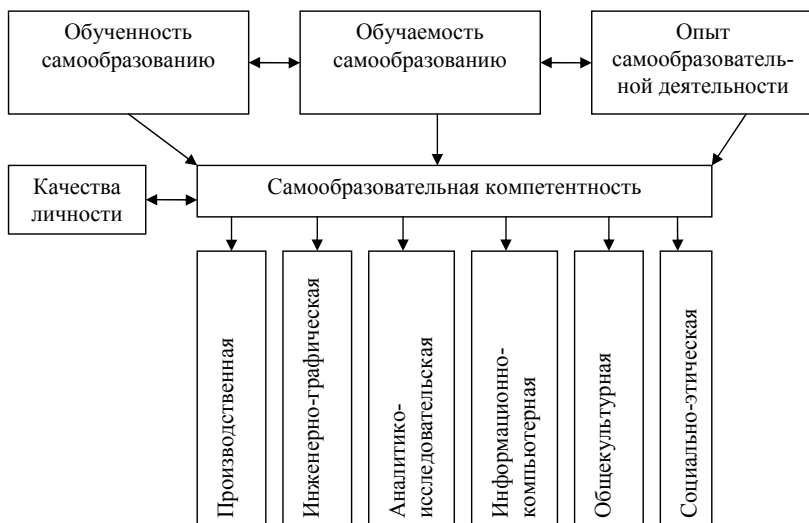 Обученность
самообразованию
Обучаемость
самообразованию
Опыт
самообразователь-
ной деятельности
Качества
личности
Самообразовательная компетентность
Производственная
Инженерно-графическая
Аналитико-
исследовательская
Информационно-
компьютерная
Общекультурная
Социально-этическая